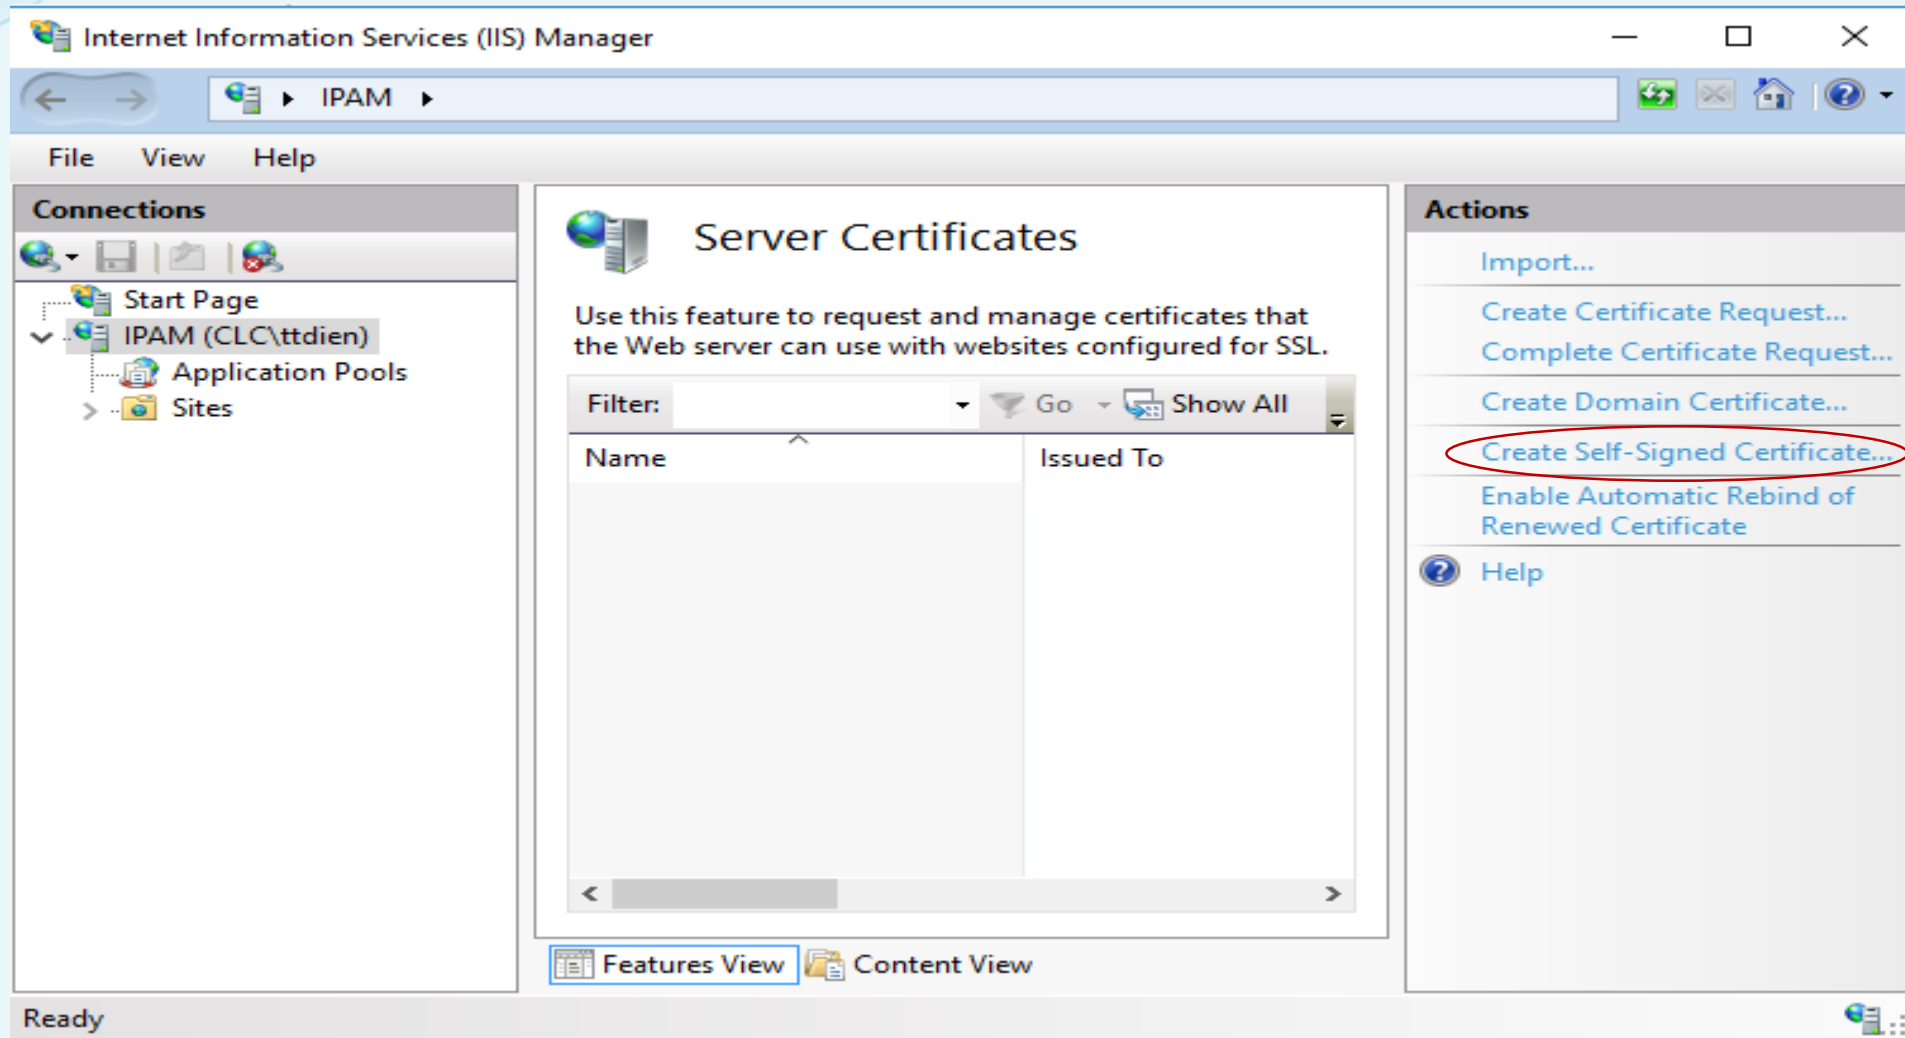 Internet Information Services (IIS) Manager
IPAM
File View Help
Connections
Start Page
IPAM (CLC\ttdien)
Application Pools
Sites
Server Certificates
Use this feature to request and manage certificates that
the Web server can use with websites configured for SSL.
Filter: Go Show All
Name Issued To
Features View Content View
Actions
Import...
Create Certificate Request...
Complete Certificate Request...
Create Domain Certificate...
Create Self-Signed Certificate...
Enable Automatic Rebind of
Renewed Certificate
Help
Ready